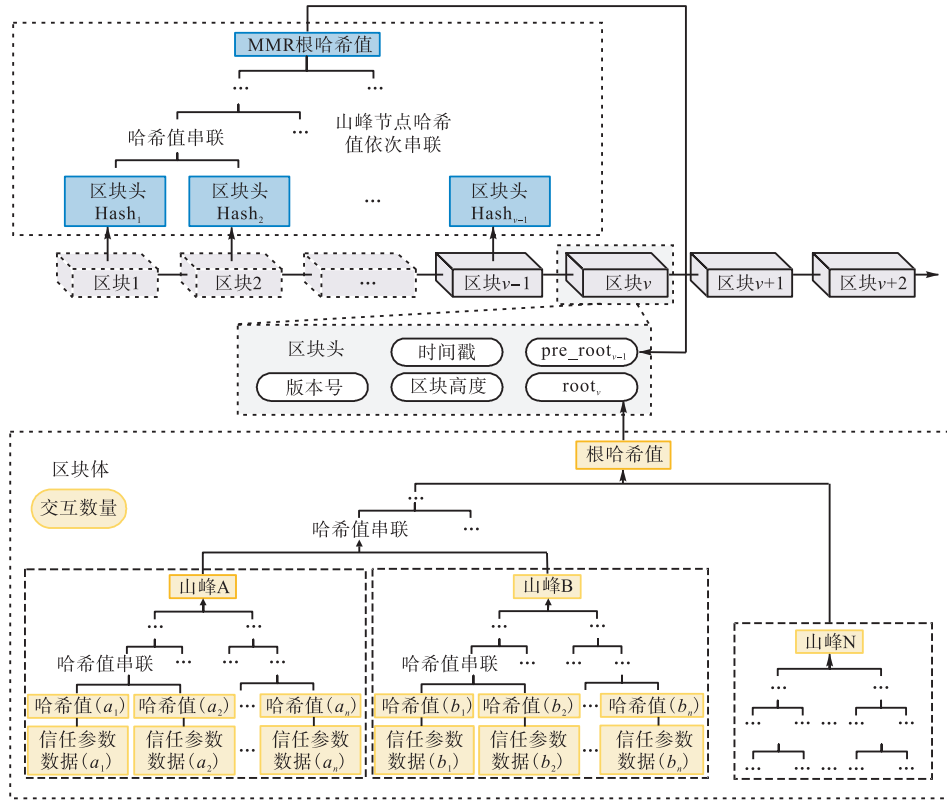 MMR根哈希值
…
…
…
哈希值串联
山峰节点哈希
值依次串联
区块头
Hash₁
区块头
Hash₂
…
区块头
Hashᵥ₋₁
区块1
区块2
…
区块v−1
区块v
区块v+1
区块v+2
区块头
时间戳
pre_rootᵥ₋₁
版本号
区块高度
rootᵥ
根哈希值
区块体
交互数量
…
哈希值串联
…
山峰A
…
…
哈希值串联
…
…
…
哈希值(a₁)
哈希值(a₂)
…
哈希值(aₙ)
信任参数
数据(a₁)
信任参数
数据(a₂)
…
信任参数
数据(aₙ)
山峰B
…
…
哈希值串联
…
…
…
哈希值(b₁)
哈希值(b₂)
…
哈希值(bₙ)
信任参数
数据(b₁)
信任参数
数据(b₂)
…
信任参数
数据(bₙ)
山峰N
…
…
…
…
…
…
…
…
…
…